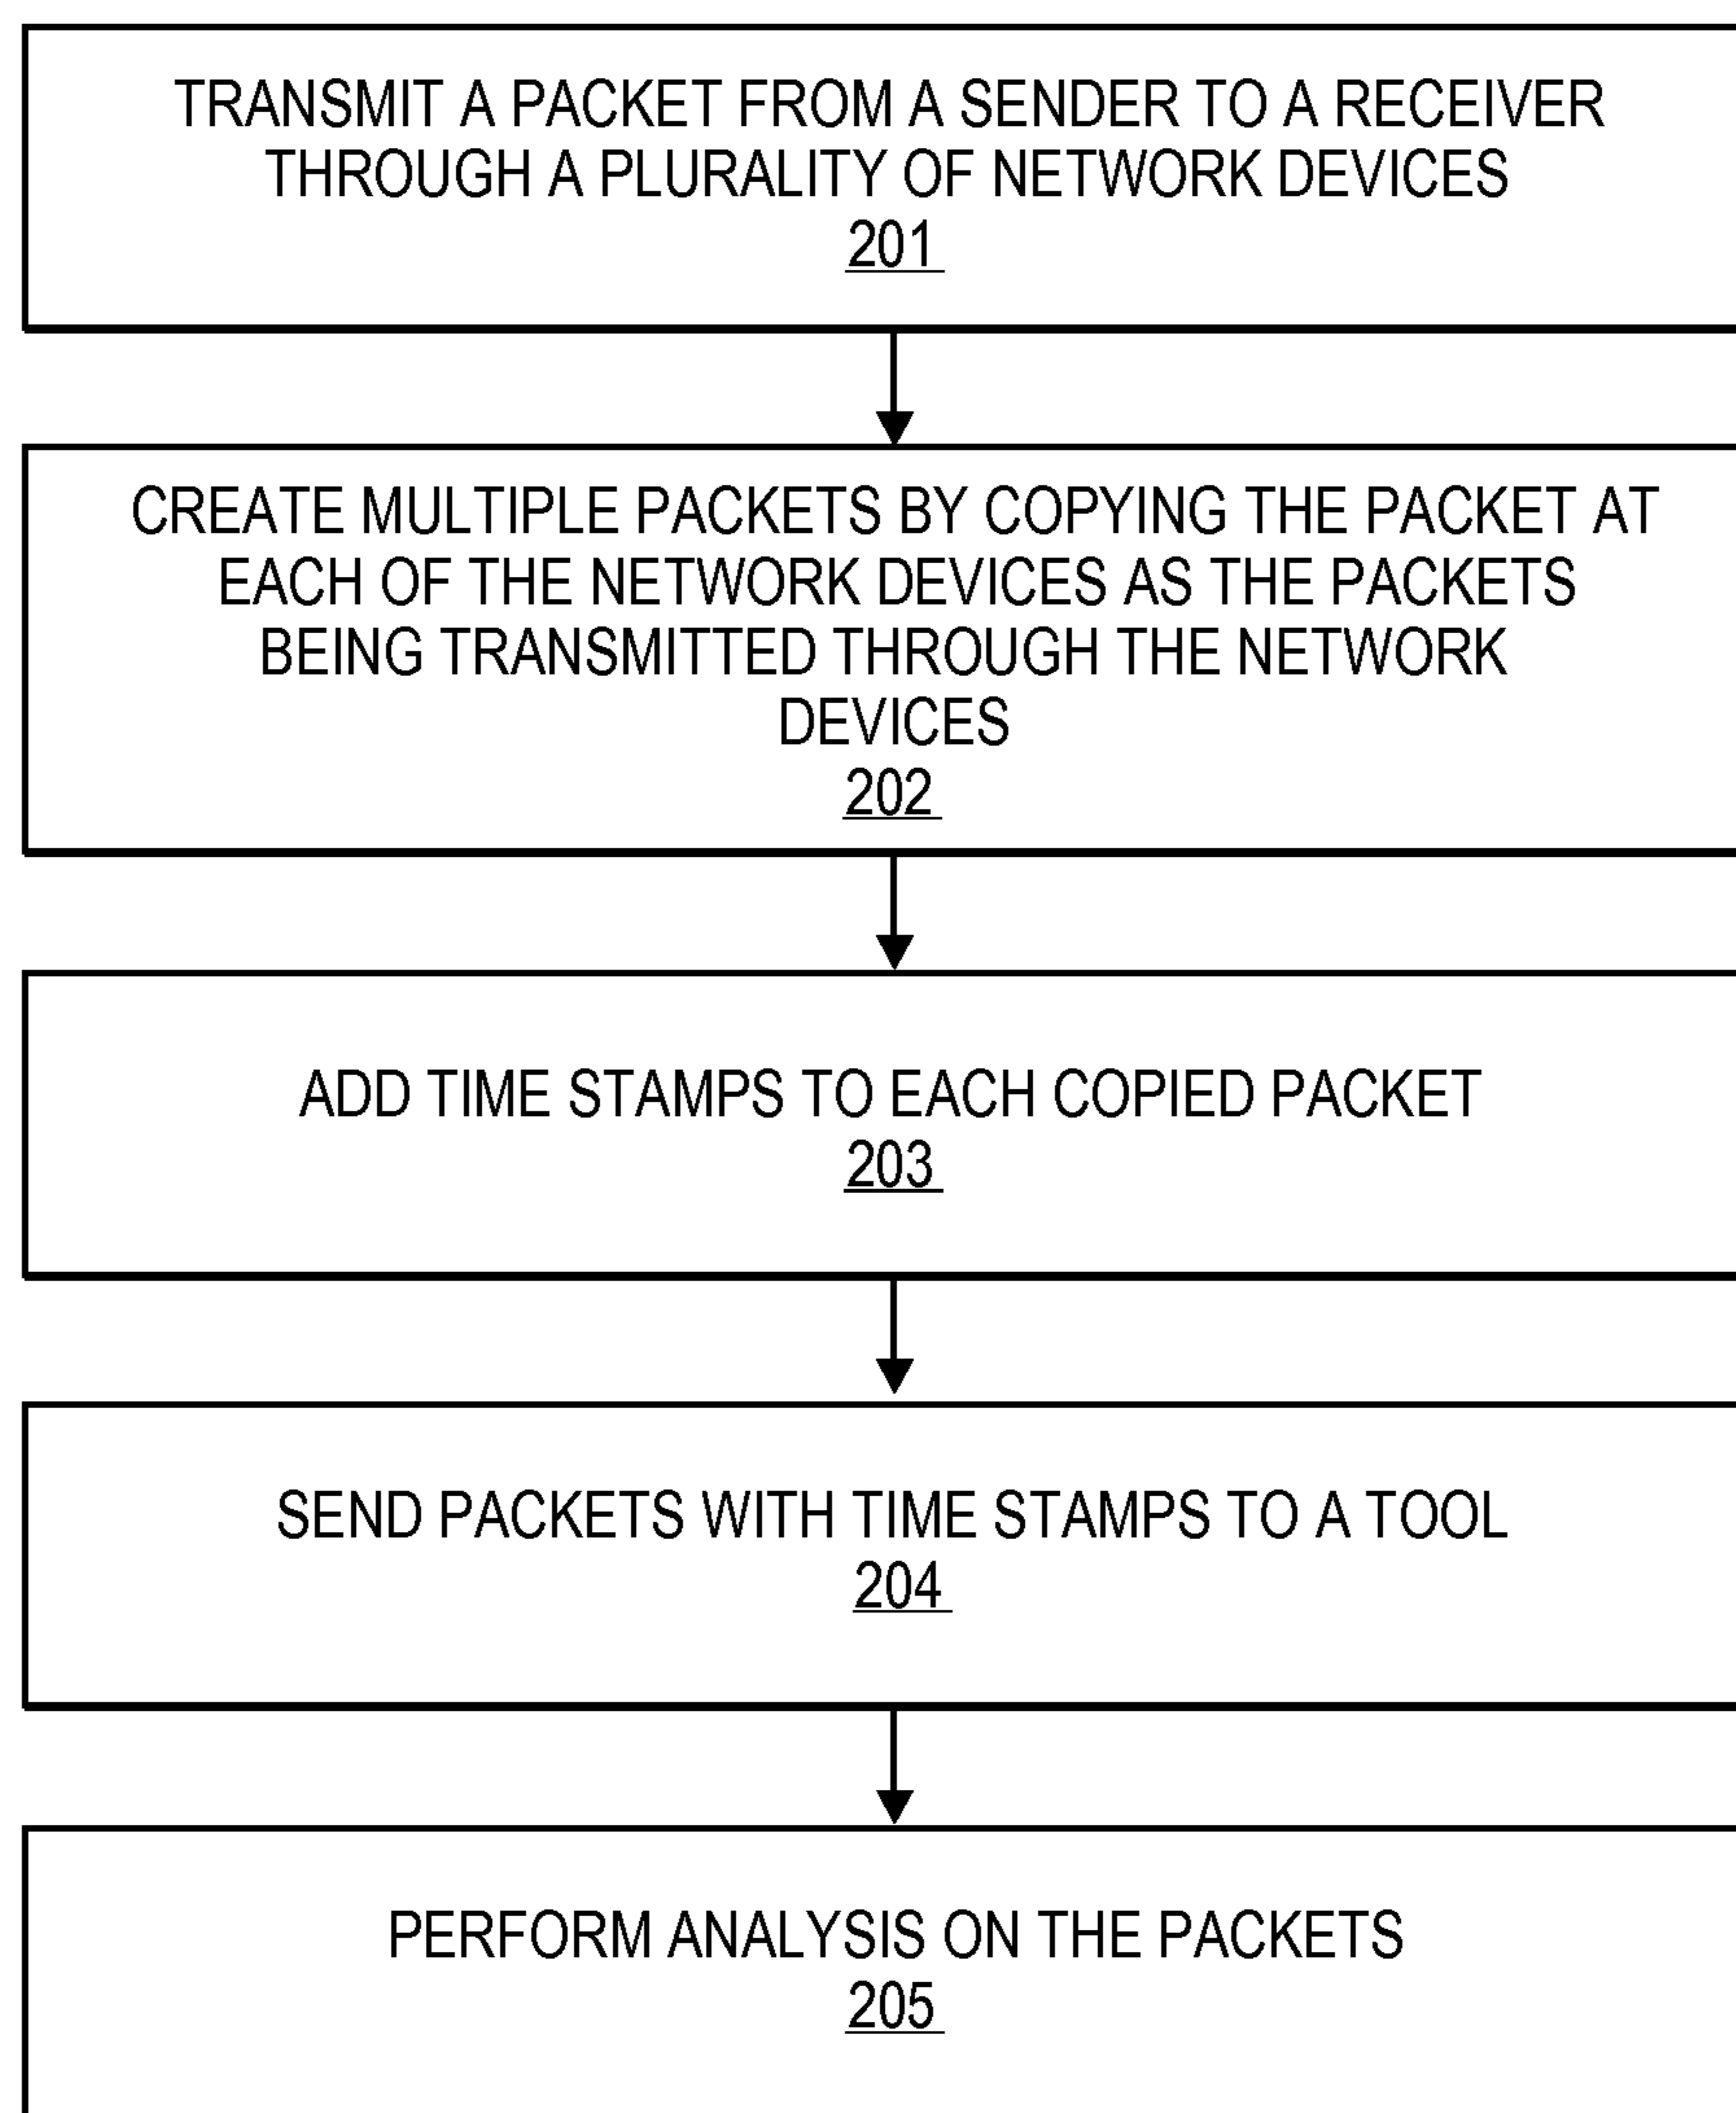 TRANSMIT A PACKET FROM A SENDER TO A RECEIVER
THROUGH A PLURALITY OF NETWORK DEVICES
201
CREATE MULTIPLE PACKETS BY COPYING THE PACKET AT
EACH OF THE NETWORK DEVICES AS THE PACKETS
BEING TRANSMITTED THROUGH THE NETWORK
DEVICES
202
ADD TIME STAMPS TO EACH COPIED PACKET
203
SEND PACKETS WITH TIME STAMPS TO A TOOL
204
PERFORM ANALYSIS ON THE PACKETS
205